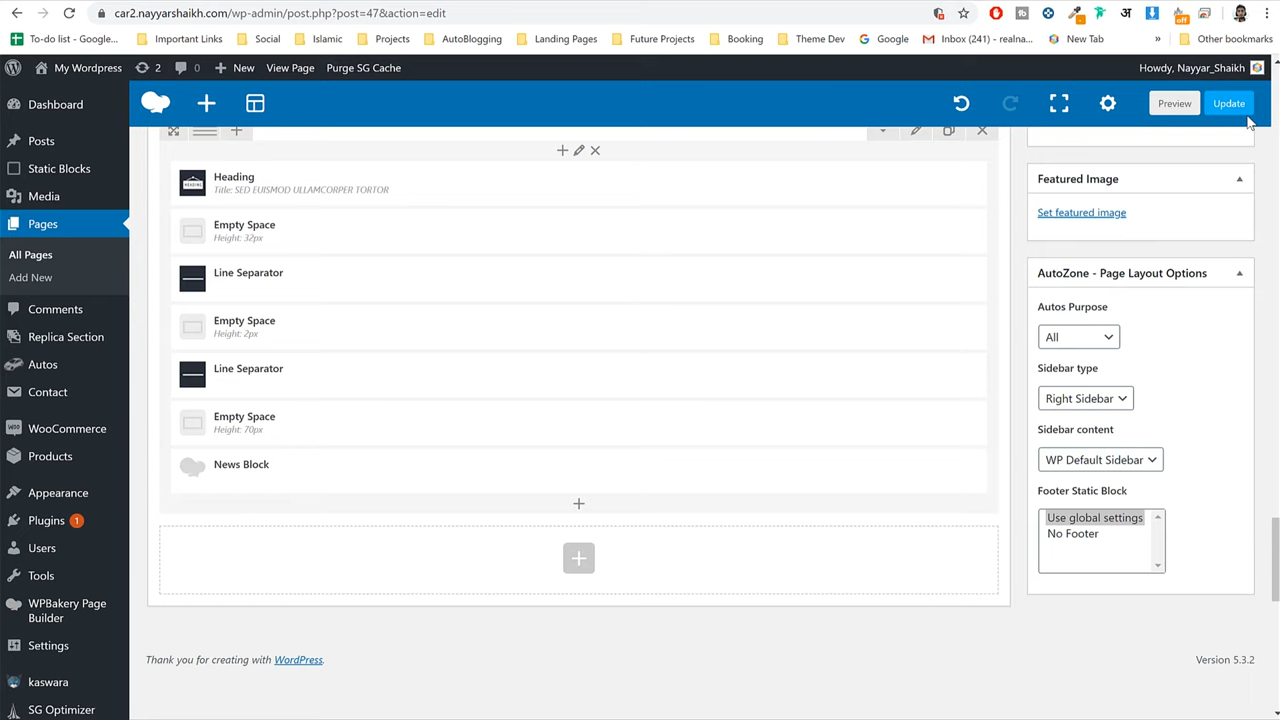 car2.nayyarshaikh.com/wp-admin/post.php?post=47&action=edit
off
To-do list - Google...
Important Links
Social
Islamic
Projects
AutoBlogging
Landing Pages
Future Projects
Booking
Theme Dev
Google
Inbox (241) - realna...
New Tab
»
Other bookmarks
My Wordpress
2
0
New
View Page
Purge SG Cache
Howdy, Nayyar_Shaikh
Preview
Update
Dashboard
Posts
Static Blocks
Media
Pages
All Pages
Add New
Comments
Replica Section
Autos
Contact
WooCommerce
Products
Appearance
Plugins 1
Users
Tools
WPBakery Page
Builder
Settings
kaswara
SG Optimizer
HEADING
Heading
Title: SED EUISMOD ULLAMCORPER TORTOR
Empty Space
Height: 32px
Line Separator
Empty Space
Height: 2px
Line Separator
Empty Space
Height: 70px
News Block
Featured Image
Set featured image
AutoZone - Page Layout Options
Autos Purpose
All
Sidebar type
Right Sidebar
Sidebar content
WP Default Sidebar
Footer Static Block
Use global settings
No Footer
Thank you for creating with WordPress.
Version 5.3.2